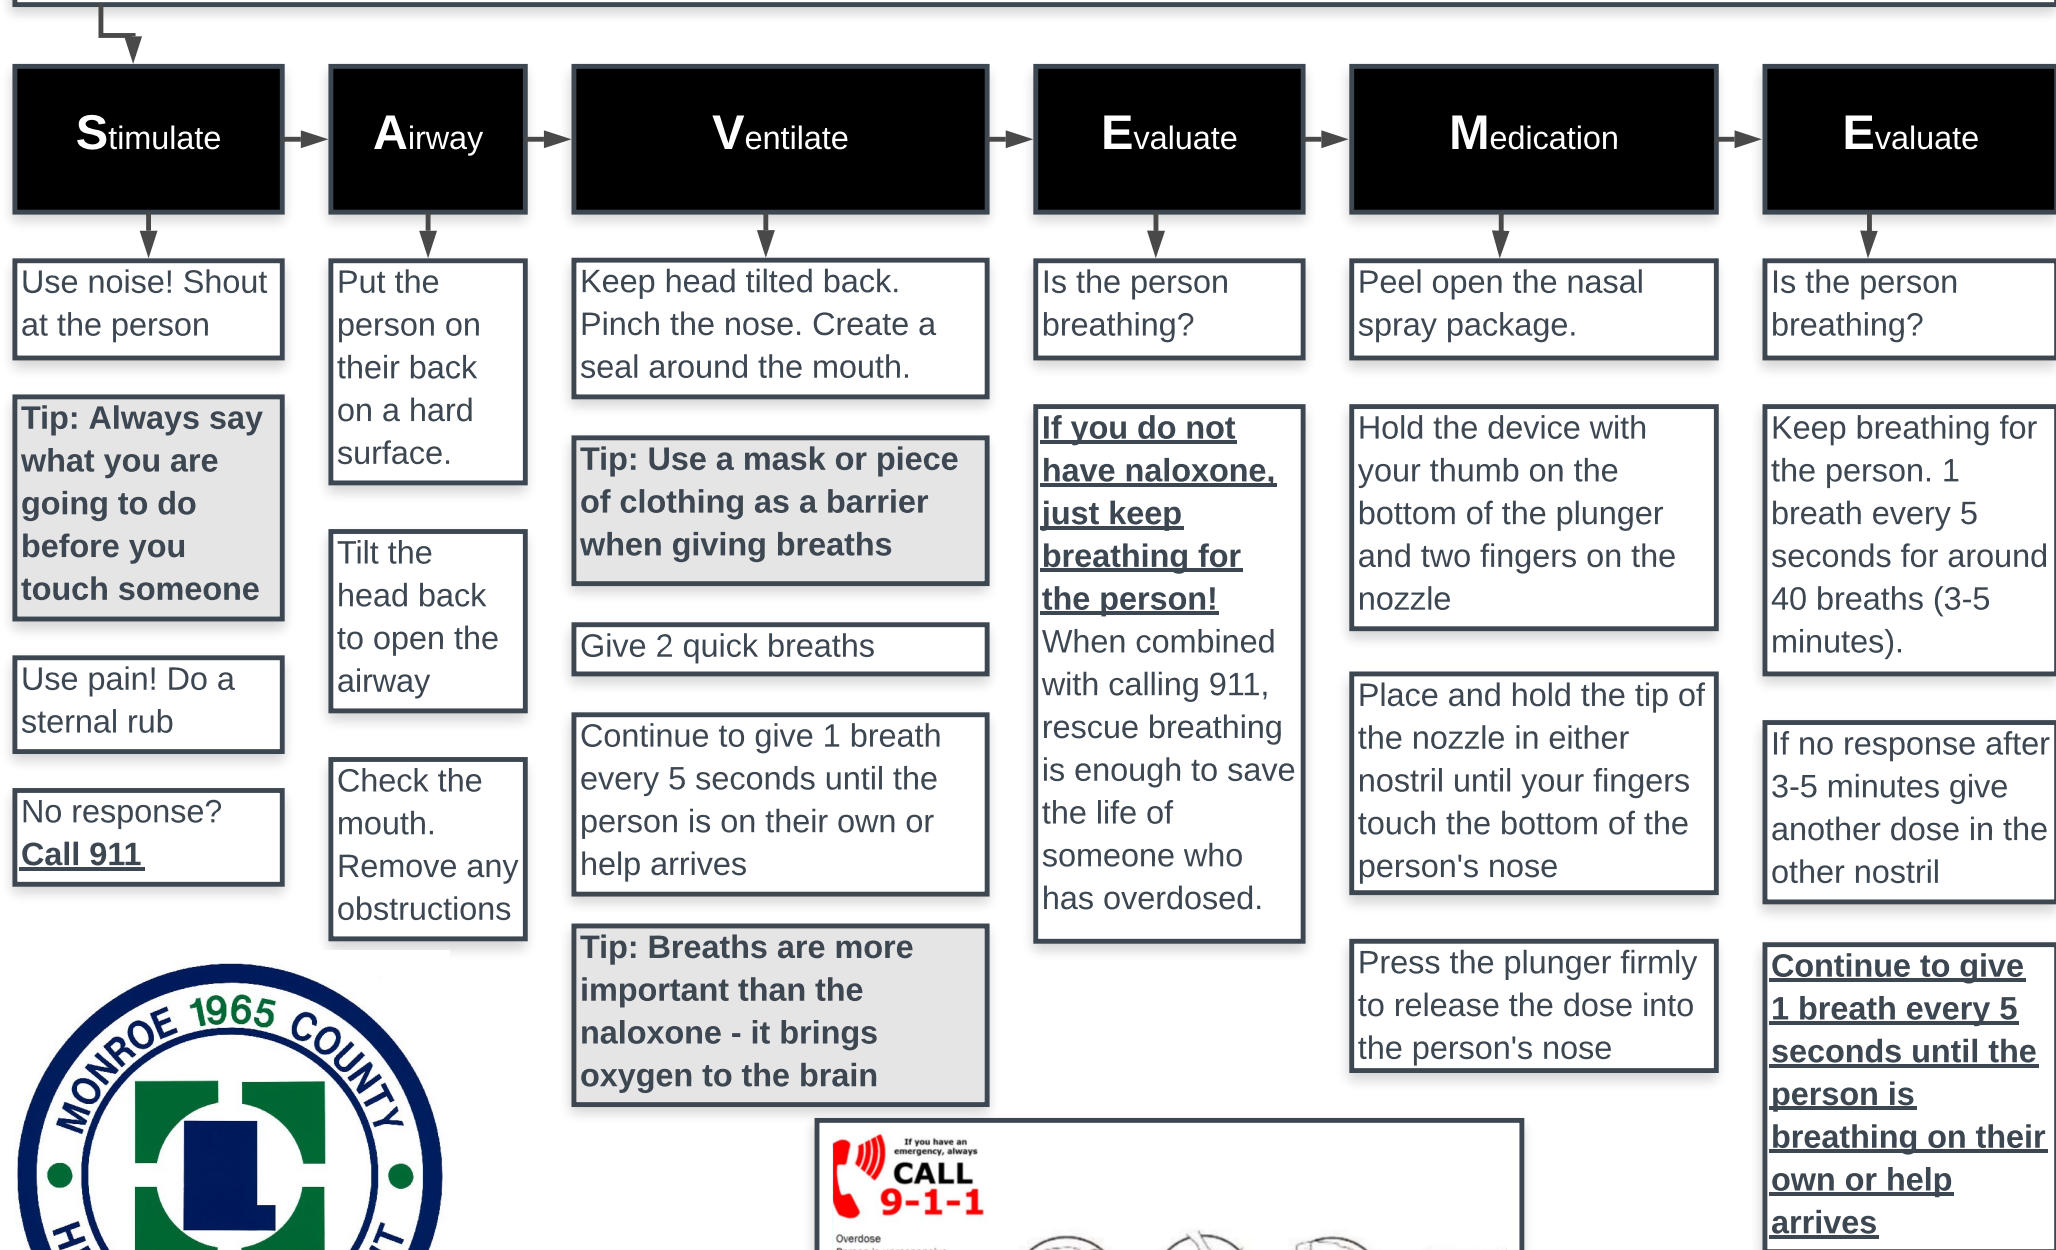 Stimulate
Airway
Ventilate
Evaluate
Medication
Evaluate
Use noise! Shout
at the person
Tip: Always say
what you are
going to do
before you
touch someone
Use pain! Do a
sternal rub
No response?
Call 911
Put the
person on
their back
on a hard
surface.
Tilt the
head back
to open the
airway
Check the
mouth.
Remove any
obstructions
Keep head tilted back.
Pinch the nose. Create a
seal around the mouth.
Tip: Use a mask or piece
of clothing as a barrier
when giving breaths
Give 2 quick breaths
Continue to give 1 breath
every 5 seconds until the
person is on their own or
help arrives
Tip: Breaths are more
important than the
naloxone - it brings
oxygen to the brain
Is the person
breathing?
If you do not
have naloxone,
just keep
breathing for
the person!
When combined
with calling 911,
rescue breathing
is enough to save
the life of
someone who
has overdosed.
Peel open the nasal
spray package.
Hold the device with
your thumb on the
bottom of the plunger
and two fingers on the
nozzle
Place and hold the tip of
the nozzle in either
nostril until your fingers
touch the bottom of the
person's nose
Press the plunger firmly
to release the dose into
the person's nose
Is the person
breathing?
Keep breathing for
the person. 1
breath every 5
seconds for around
40 breaths (3-5
minutes).
If no response after
3-5 minutes give
another dose in the
other nostril
Continue to give
1 breath every 5
seconds until the
person is
breathing on their
own or help
arrives
MONROE 1965 COUNTY
If you have an
emergency, always
CALL
9-1-1
Overdose